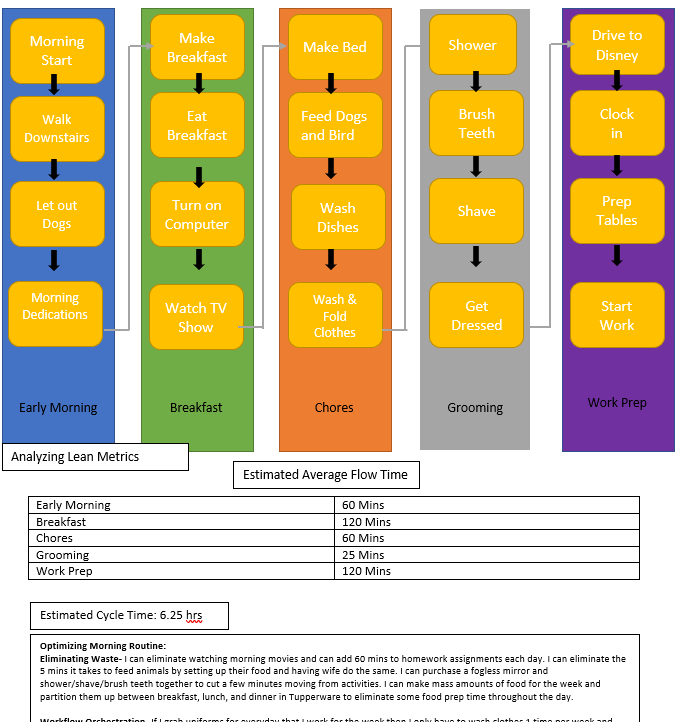 Morning
Start
Walk
Downstairs
Let out
Dogs
Morning
Dedications
Early Morning
Make
Breakfast
Eat
Breakfast
Turn on
Computer
Watch TV
Show
Breakfast
Make Bed
Feed Dogs
and Bird
Wash
Dishes
Wash &
Fold
Clothes
Chores
Shower
Brush
Teeth
Shave
Get
Dressed
Grooming
Drive to
Disney
Clock
in
Prep
Tables
Start
Work
Work Prep
Analyzing Lean Metrics
Estimated Average Flow Time
Early Morning 60 Mins
Breakfast 120 Mins
Chores 60 Mins
Grooming 25 Mins
Work Prep 120 Mins
Estimated Cycle Time: 6.25 hrs
Optimizing Morning Routine:
Eliminating Waste- I can eliminate watching morning movies and can add 60 mins to homework assignments each day. I can eliminate the
5 mins it takes to feed animals by setting up their food and having wife do the same. I can purchase a fogless mirror and
shower/shave/brush teeth together to cut a few minutes moving from activities. I can make mass amounts of food for the week and
partition them up between breakfast, lunch, and dinner in Tupperware to eliminate some food prep time throughout the day.
Workflow Orchestration- If I grab uniforms for everyday that I work for the week then I only have to wash clothes 1 time per week and